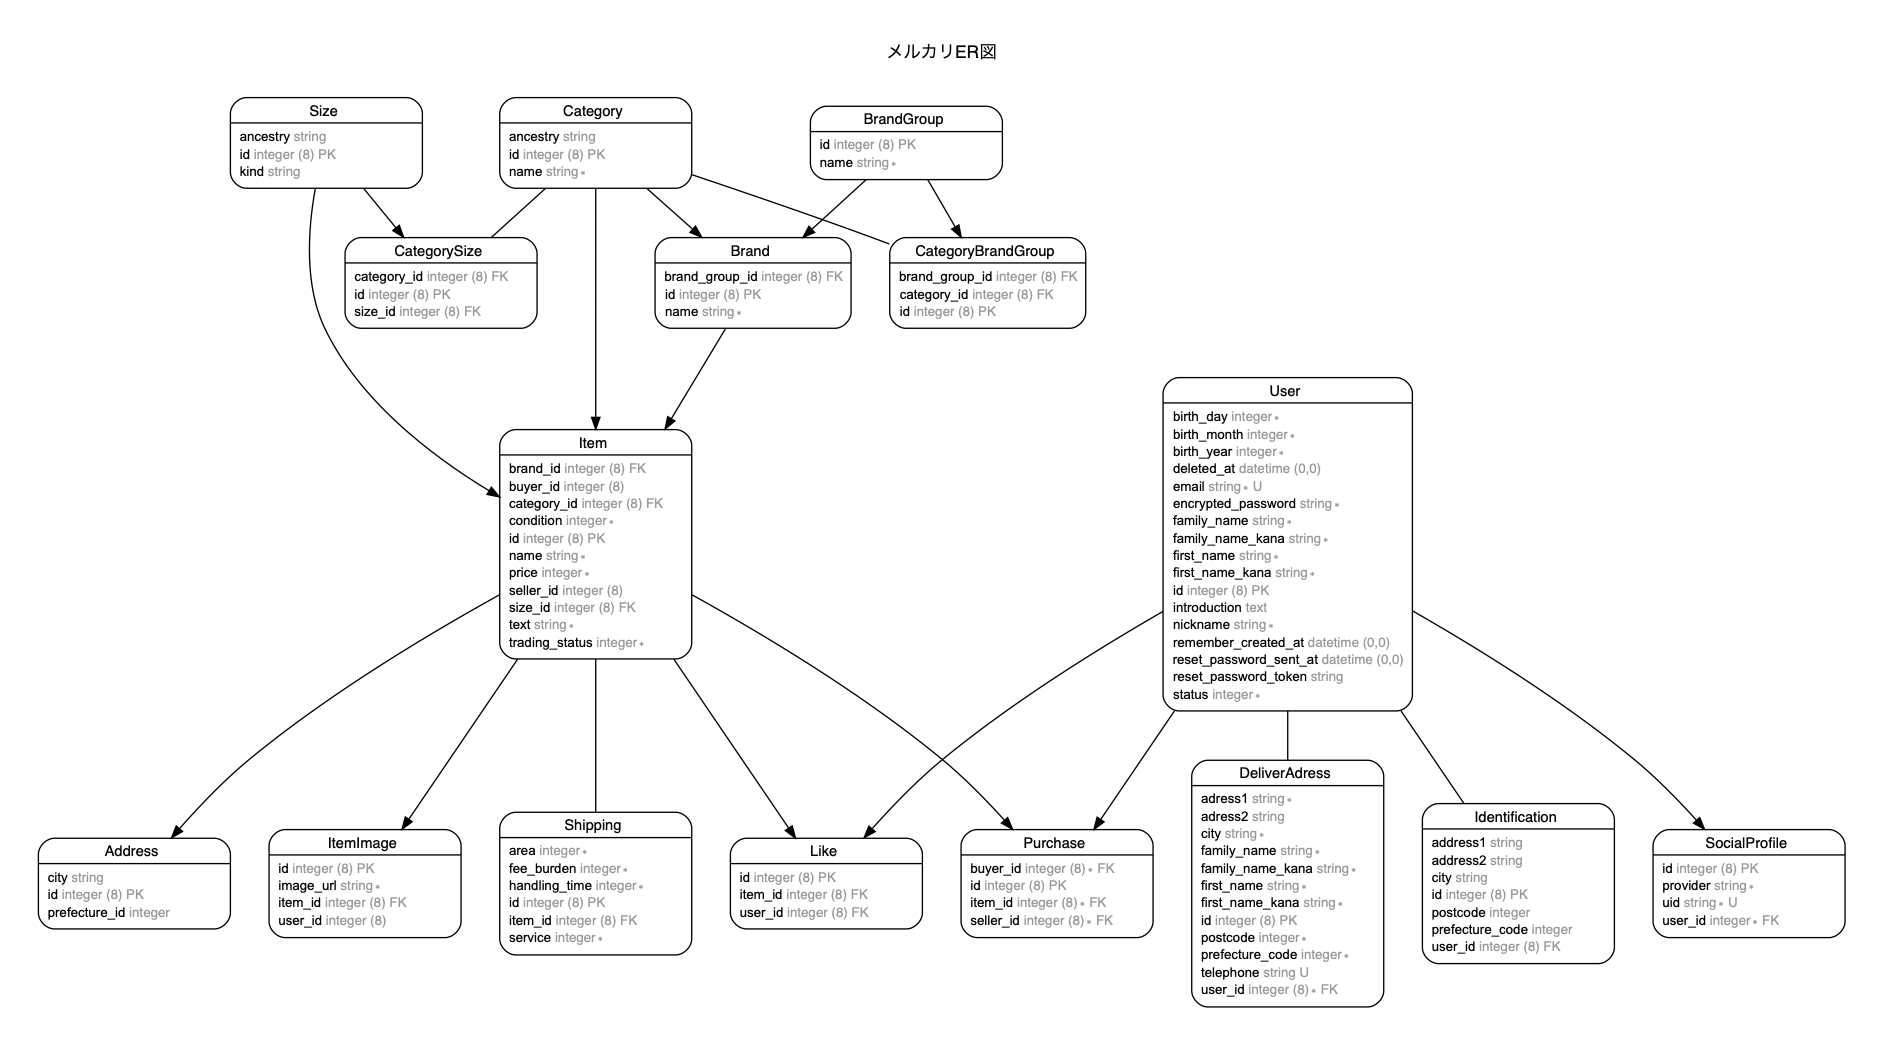 メルカリER図
Size
ancestry string
id integer (8) PK
kind string
Category
ancestry string
id integer (8) PK
name string*
BrandGroup
id integer (8) PK
name string*
CategorySize
category_id integer (8) FK
id integer (8) PK
size_id integer (8) FK
Brand
brand_group_id integer (8) FK
id integer (8) PK
name string*
CategoryBrandGroup
brand_group_id integer (8) FK
category_id integer (8) FK
id integer (8) PK
Item
brand_id integer (8) FK
buyer_id integer (8)
category_id integer (8) FK
condition integer*
id integer (8) PK
name string*
price integer*
seller_id integer (8)
size_id integer (8) FK
text string*
trading_status integer*
User
birth_day integer*
birth_month integer*
birth_year integer*
deleted_at datetime (0,0)
email string* U
encrypted_password string*
family_name string*
family_name_kana string*
first_name string*
first_name_kana string*
id integer (8) PK
introduction text
nickname string*
remember_created_at datetime (0,0)
reset_password_sent_at datetime (0,0)
reset_password_token string
status integer*
Address
city string
id integer (8) PK
prefecture_id integer
ItemImage
id integer (8) PK
image_url string*
item_id integer (8) FK
user_id integer (8)
Shipping
area integer*
fee_burden integer*
handling_time integer*
id integer (8) PK
item_id integer (8) FK
service integer*
Like
id integer (8) PK
item_id integer (8) FK
user_id integer (8) FK
Purchase
buyer_id integer (8)* FK
id integer (8) PK
item_id integer (8)* FK
seller_id integer (8)* FK
DeliverAdress
adress1 string*
adress2 string
city string*
family_name string*
family_name_kana string*
first_name string*
first_name_kana string*
id integer (8) PK
postcode integer*
prefecture_code integer*
telephone string U
user_id integer (8)* FK
Identification
address1 string
address2 string
city string
id integer (8) PK
postcode integer
prefecture_code integer
user_id integer (8) FK
SocialProfile
id integer (8) PK
provider string*
uid string* U
user_id integer* FK